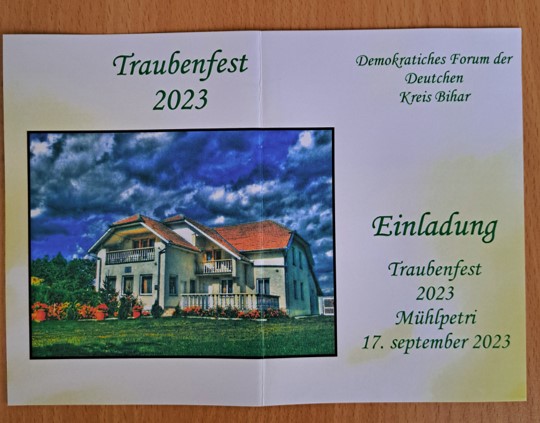 Traubenfest
2023
Demokratiches Forum der
Deutchen
Kreis Bihar
Einladung
Traubenfest
2023
Mühlpetri
17. september 2023